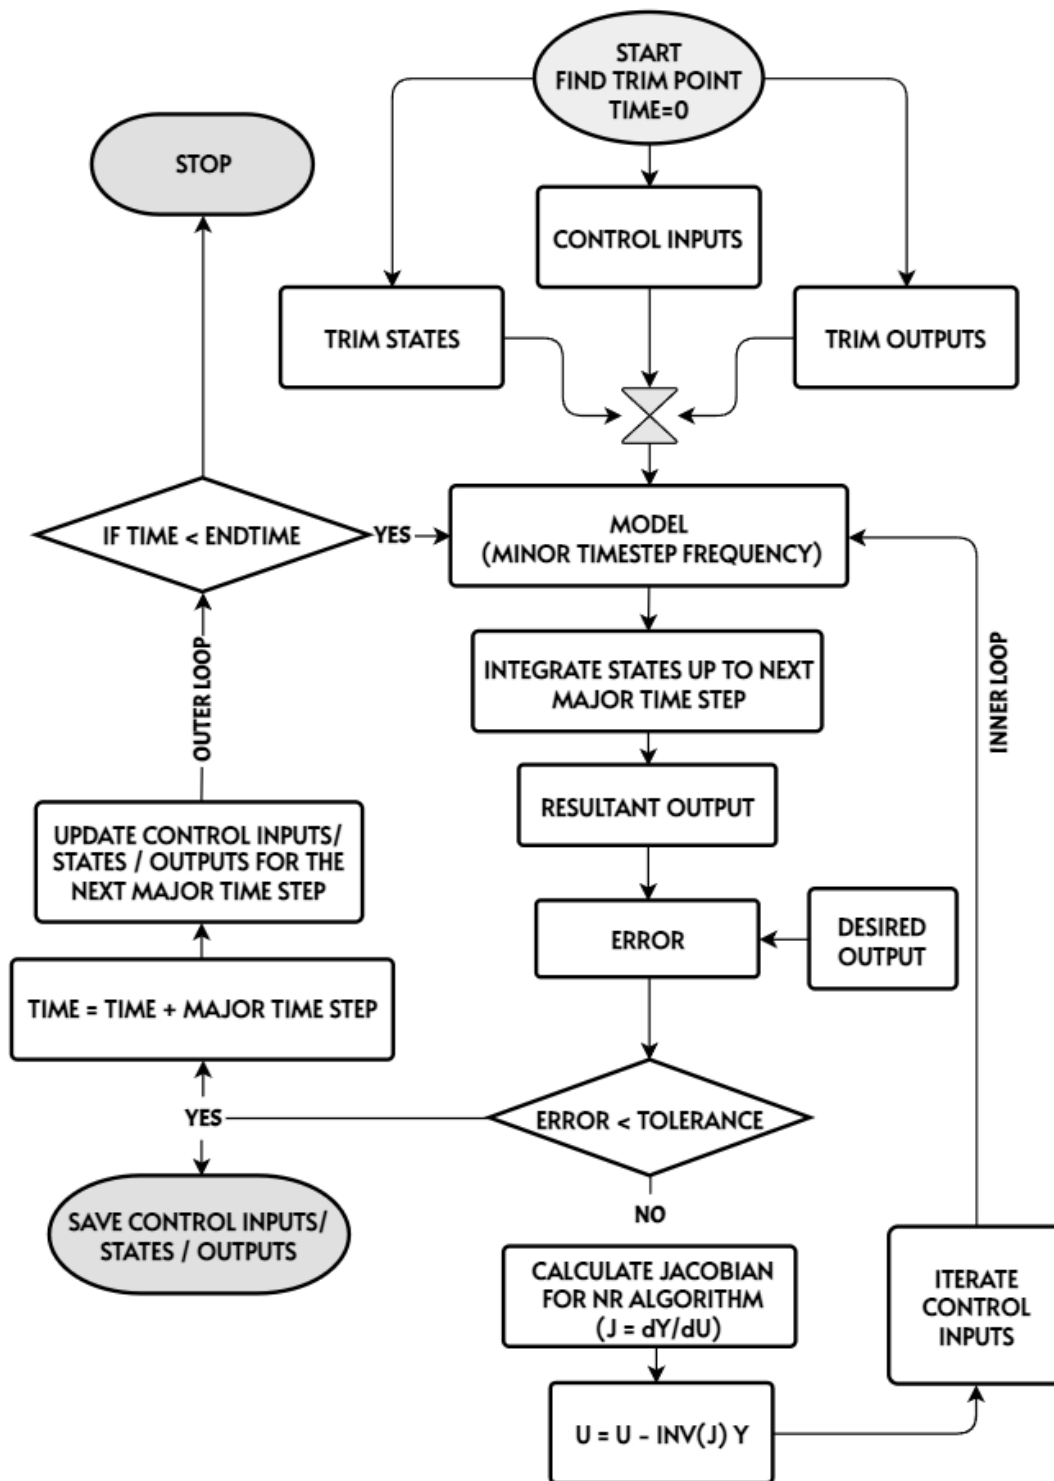 START
FIND TRIM POINT
TIME=0
STOP
CONTROL INPUTS
TRIM STATES
TRIM OUTPUTS
IF TIME < ENDTIME
YES
MODEL
(MINOR TIMESTEP FREQUENCY)
OUTER LOOP
INTEGRATE STATES UP TO NEXT
MAJOR TIME STEP
INNER LOOP
RESULTANT OUTPUT
UPDATE CONTROL INPUTS/
STATES / OUTPUTS FOR THE
NEXT MAJOR TIME STEP
ERROR
DESIRED
OUTPUT
TIME = TIME + MAJOR TIME STEP
YES
ERROR < TOLERANCE
SAVE CONTROL INPUTS/
STATES / OUTPUTS
NO
CALCULATE JACOBIAN
FOR NR ALGORITHM
(J = dY/dU)
ITERATE
CONTROL
INPUTS
U = U - INV(J) Y